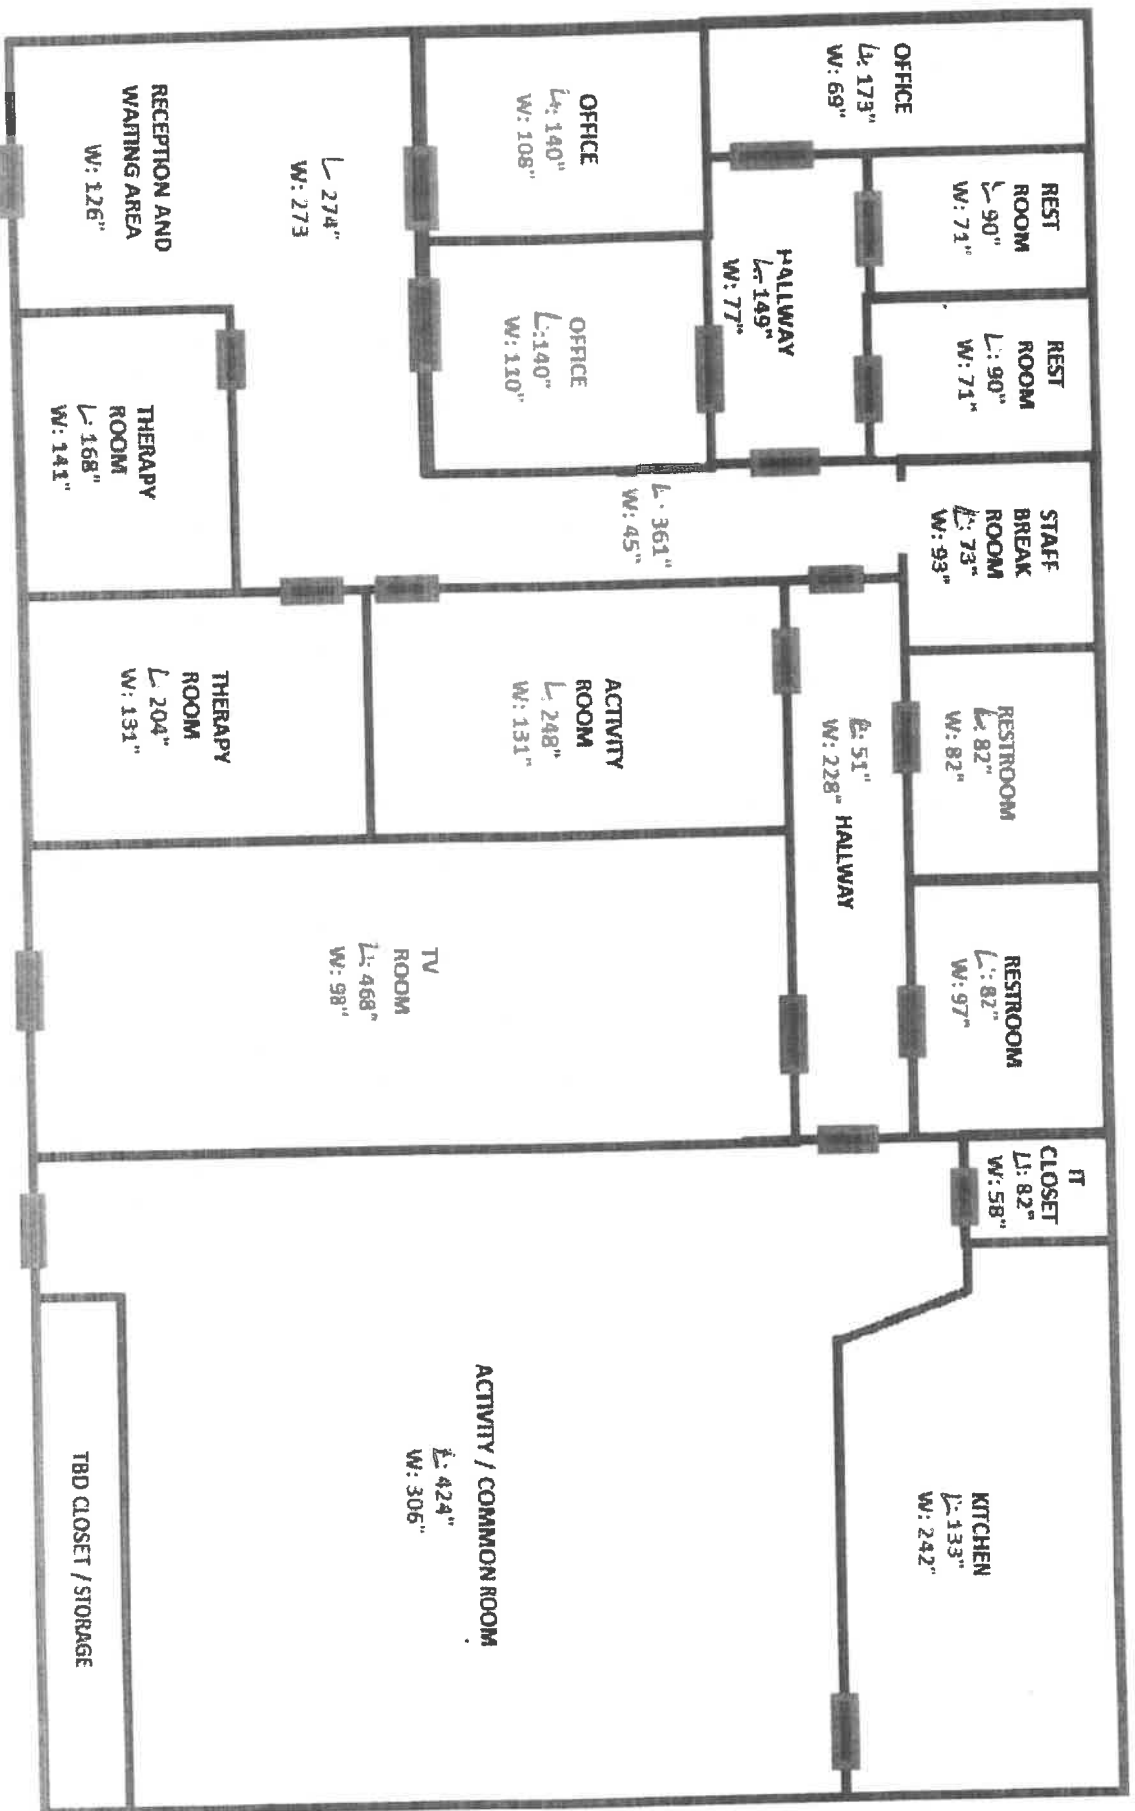 OFFICE
L: 173"
W: 69"
REST
ROOM
L 90"
W: 71"
REST
ROOM
L: 90"
W: 71"
STAFF
BREAK
ROOM
L: 73"
W: 93"
RESTROOM
L: 82"
W: 82"
RESTROOM
L: 82"
W: 97"
IT
CLOSET
L: 82"
W: 58"
KITCHEN
L: 133"
W: 242"
OFFICE
L: 140"
W: 108"
HALLWAY
L: 149"
W: 77"
OFFICE
L: 140"
W: 110"
L: 361"
W: 45"
L: 51"
W: 228" HALLWAY
ACTIVITY
ROOM
L: 248"
W: 131"
TV
ROOM
L: 468"
W: 98"
ACTIVITY / COMMON ROOM
L: 424"
W: 306"
L 274"
W: 273
RECEPTION AND
WAITING AREA
W: 126"
THERAPY
ROOM
L: 168"
W: 141"
THERAPY
ROOM
L: 204"
W: 131"
TBD CLOSET / STORAGE